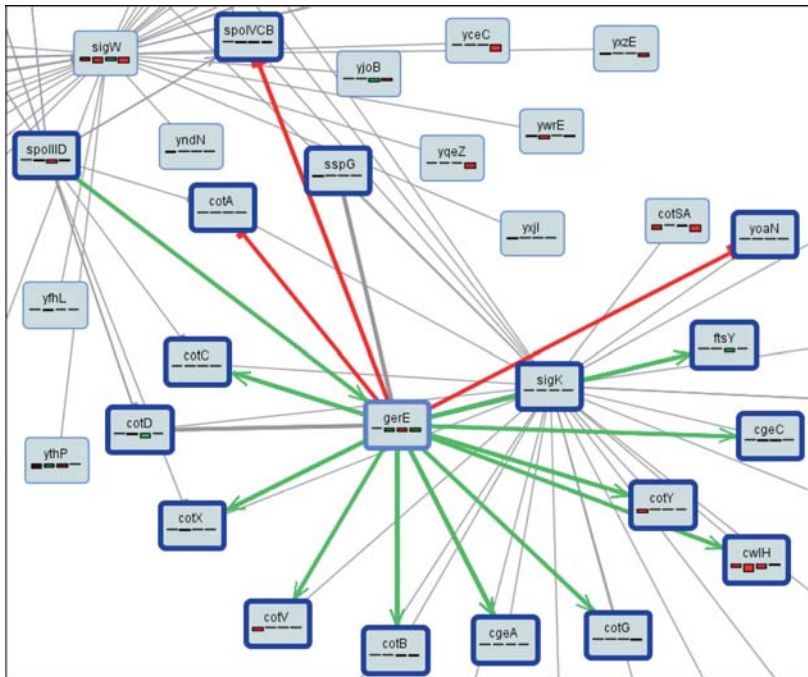 sigW
spoIVCB
yceC
yxzE
yjoB
ywrE
yndN
yqeZ
spoIIID
sspG
cotA
yxjI
cotSA
yoaN
yfhL
ftsY
cotC
sigK
gerE
cotD
cgeC
ythP
cotY
cotX
cwlH
cotV
cotB
cgeA
cotG